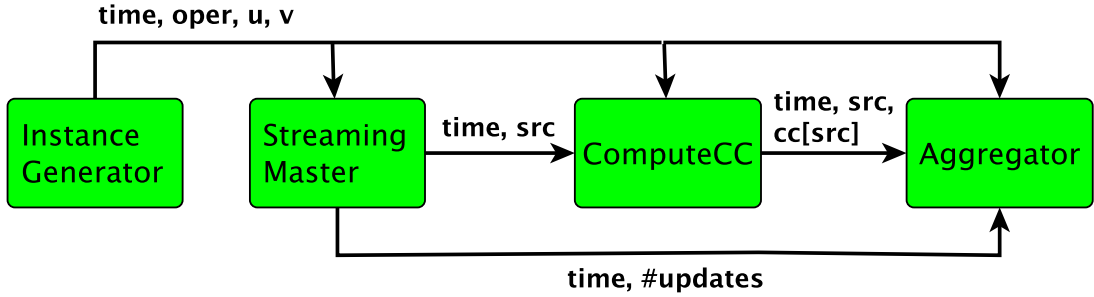 time, oper, u, v
Instance
Generator
Streaming
Master
time, src
ComputeCC
time, src,
cc[src]
Aggregator
time, #updates